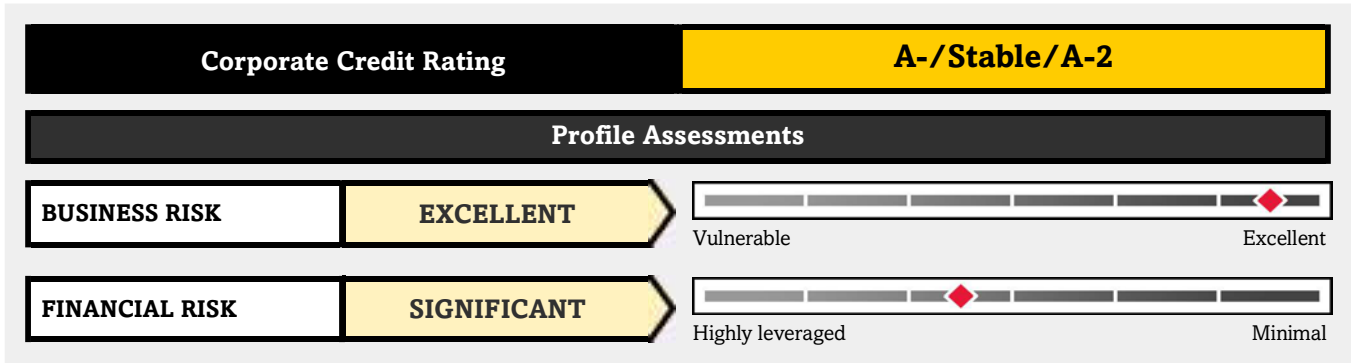 Corporate Credit Rating
A-/Stable/A-2
Profile Assessments
BUSINESS RISK
EXCELLENT
Vulnerable
Excellent
FINANCIAL RISK
SIGNIFICANT
Highly leveraged
Minimal